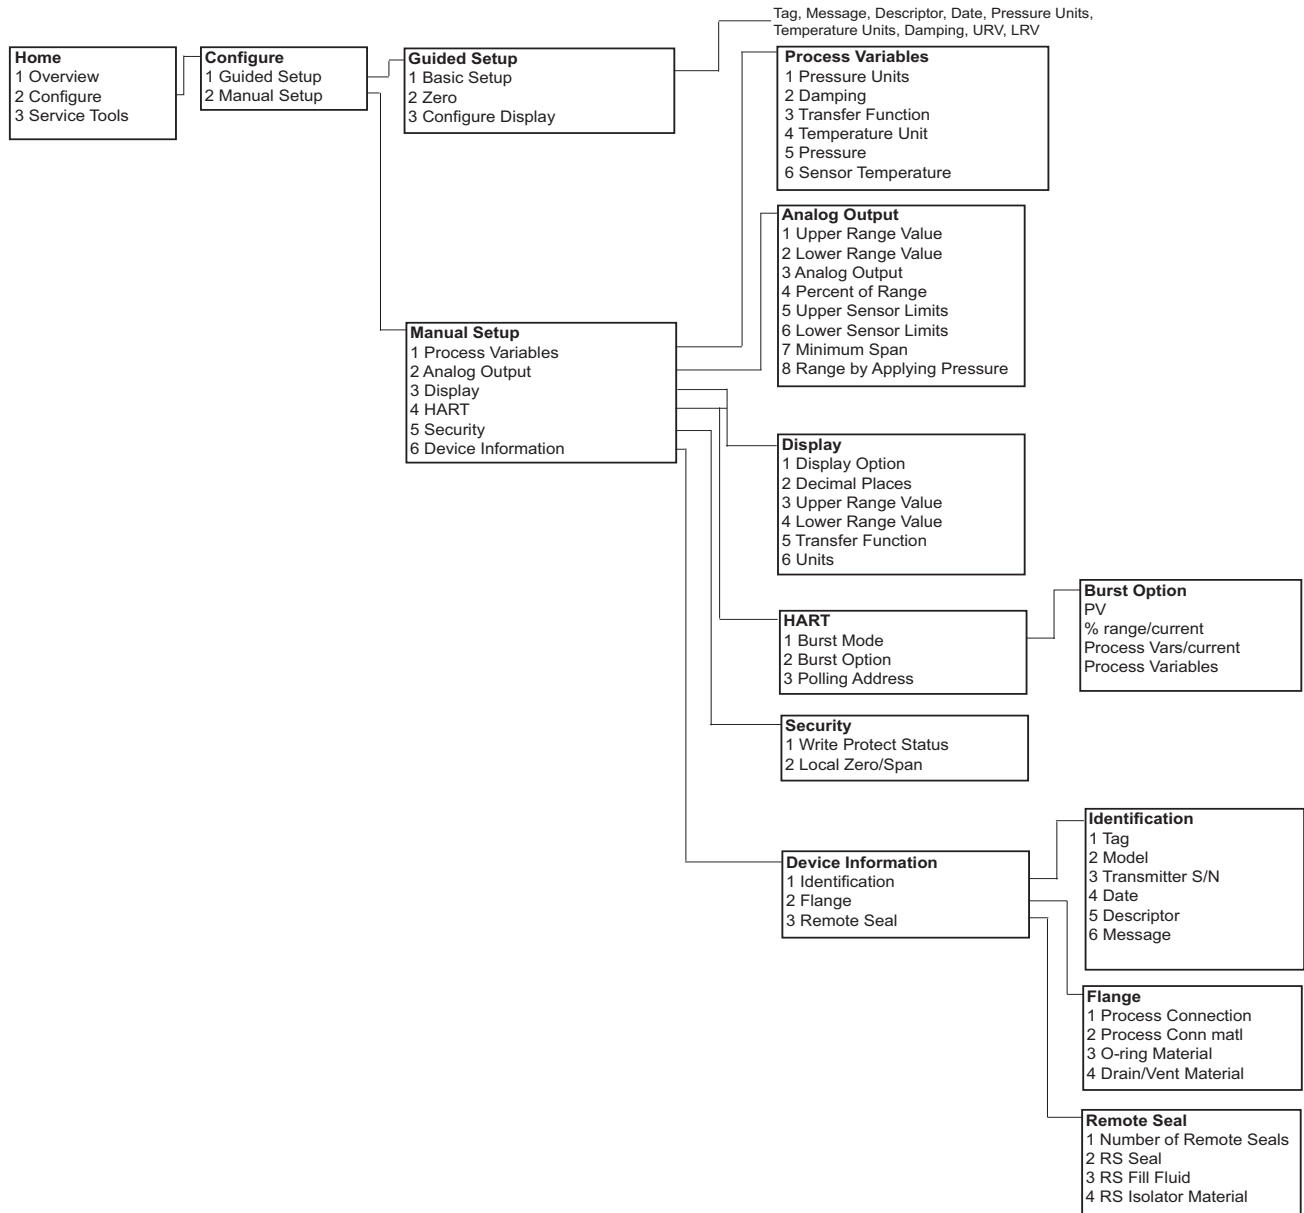 Tag, Message, Descriptor, Date, Pressure Units,
Temperature Units, Damping, URV, LRV
Home
1 Overview
2 Configure
3 Service Tools
Configure
1 Guided Setup
2 Manual Setup
Guided Setup
1 Basic Setup
2 Zero
3 Configure Display
Process Variables
1 Pressure Units
2 Damping
3 Transfer Function
4 Temperature Unit
5 Pressure
6 Sensor Temperature
Analog Output
1 Upper Range Value
2 Lower Range Value
3 Analog Output
4 Percent of Range
5 Upper Sensor Limits
6 Lower Sensor Limits
7 Minimum Span
8 Range by Applying Pressure
Manual Setup
1 Process Variables
2 Analog Output
3 Display
4 HART
5 Security
6 Device Information
Display
1 Display Option
2 Decimal Places
3 Upper Range Value
4 Lower Range Value
5 Transfer Function
6 Units
HART
1 Burst Mode
2 Burst Option
3 Polling Address
Burst Option
PV
% range/current
Process Vars/current
Process Variables
Security
1 Write Protect Status
2 Local Zero/Span
Device Information
1 Identification
2 Flange
3 Remote Seal
Identification
1 Tag
2 Model
3 Transmitter S/N
4 Date
5 Descriptor
6 Message
Flange
1 Process Connection
2 Process Conn matl
3 O-ring Material
4 Drain/Vent Material
Remote Seal
1 Number of Remote Seals
2 RS Seal
3 RS Fill Fluid
4 RS Isolator Material